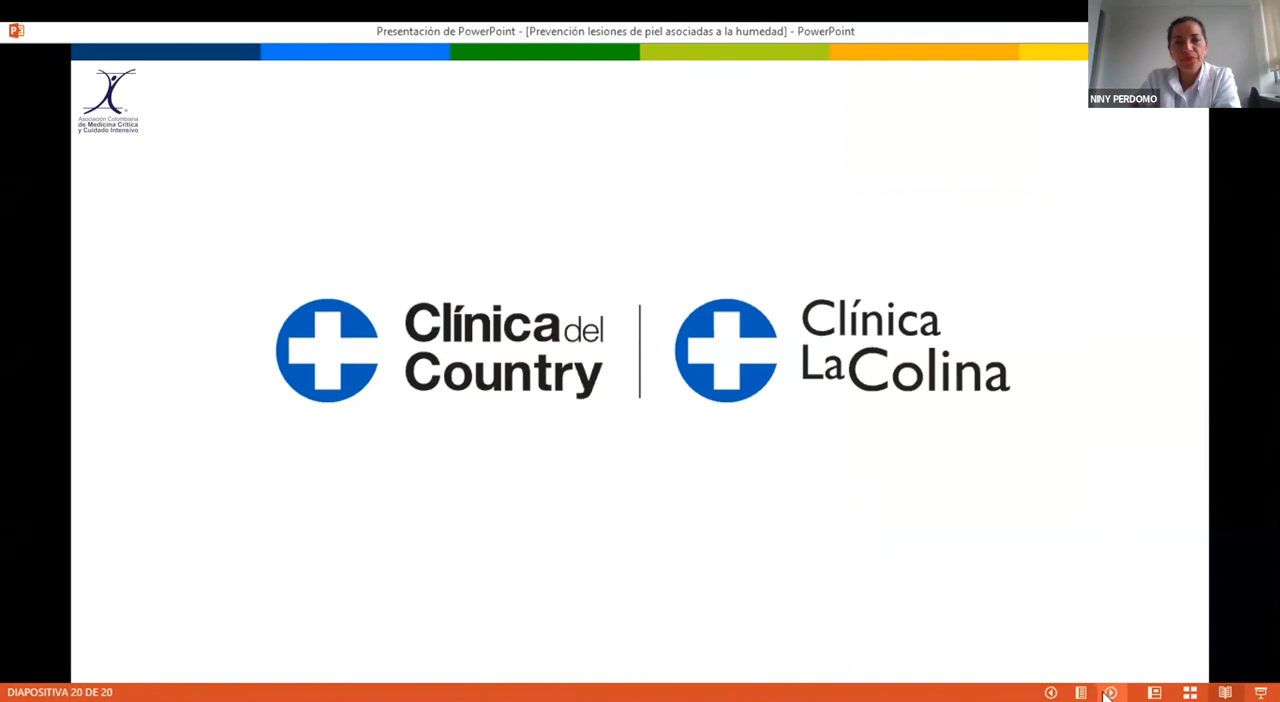 Presentación de PowerPoint - [Prevención lesiones de piel asociadas a la humedad] - PowerPoint
NINY PERDOMO
Asociación Colombiana
de Medicina Crítica
y Cuidado Intensivo
Clínica del
Country
Clínica
La Colina
DIAPOSITIVA 20 DE 20